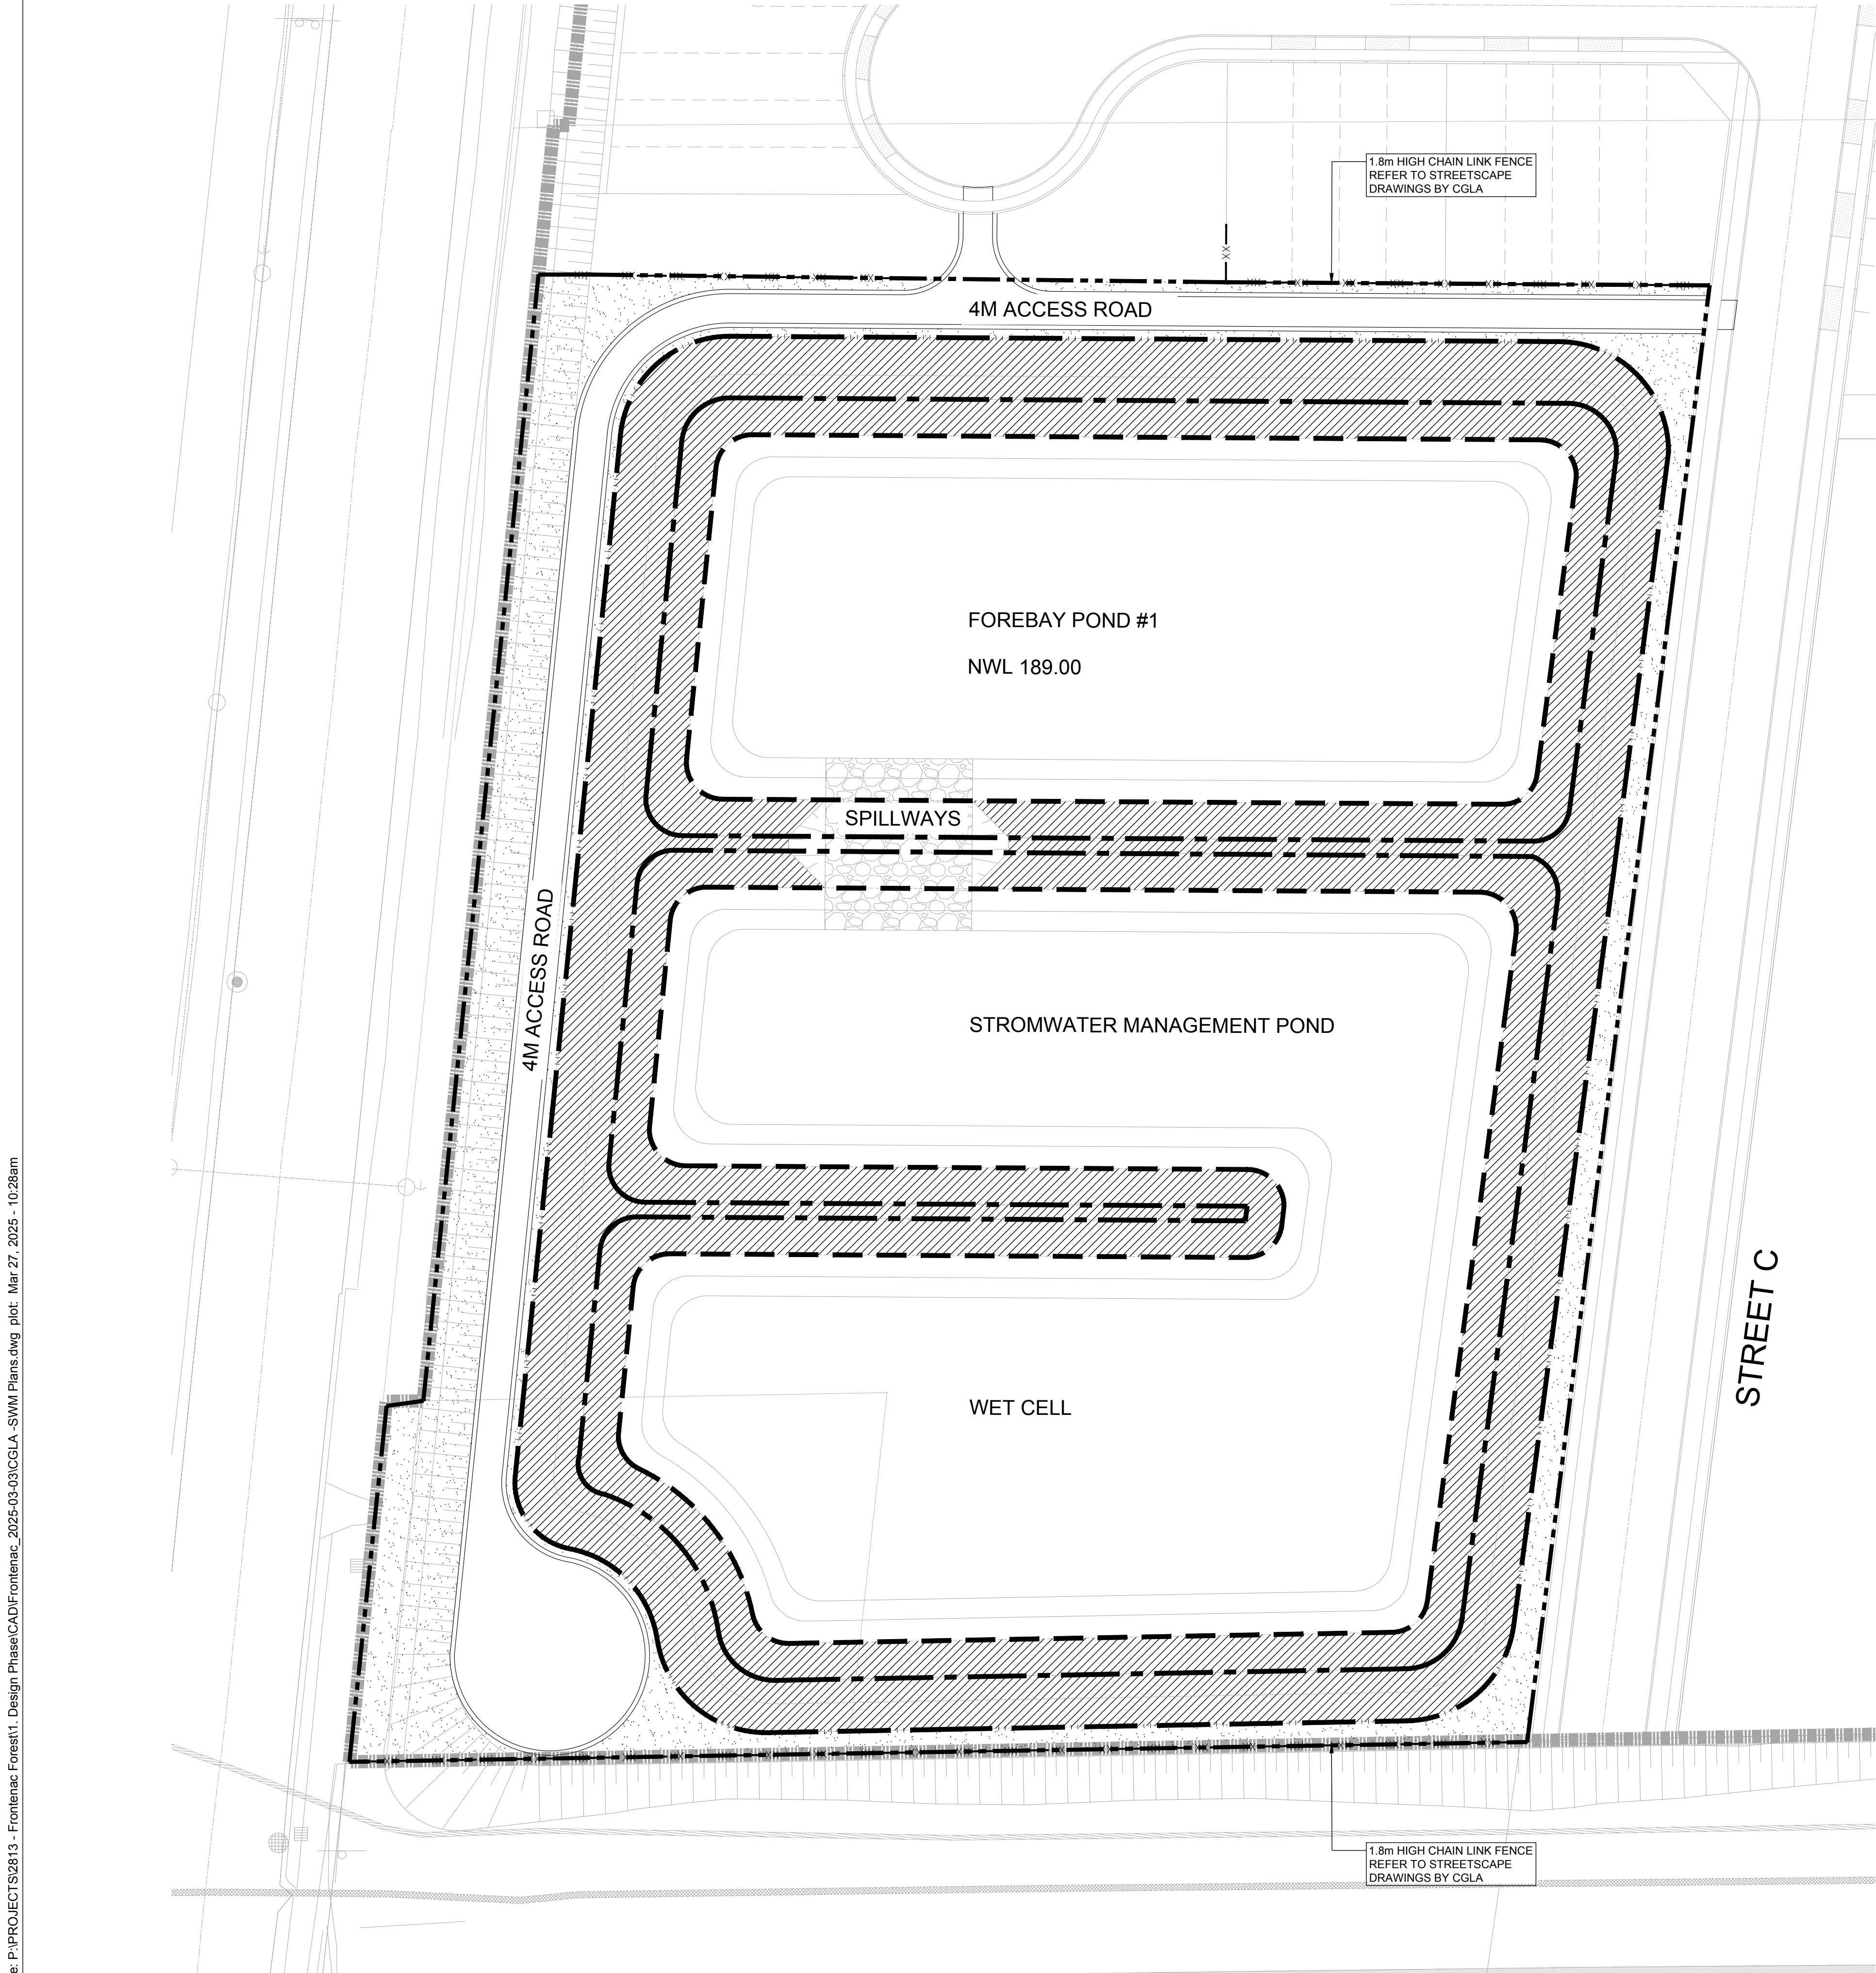 1.8m HIGH CHAIN LINK FENCE
REFER TO STREETSCAPE
DRAWINGS BY CGLA
4M ACCESS ROAD
FOREBAY POND #1
NWL 189.00
SPILLWAYS
4M ACCESS ROAD
STROMWATER MANAGEMENT POND
STREET C
WET CELL
1.8m HIGH CHAIN LINK FENCE
REFER TO STREETSCAPE
DRAWINGS BY CGLA
e: P:\PROJECTS\2813 - Frontenac Forest\1. Design Phase\CAD\Frontenac_2025-03-03\CGLA -SWM Plans.dwg plot: Mar 27, 2025 - 10:28am